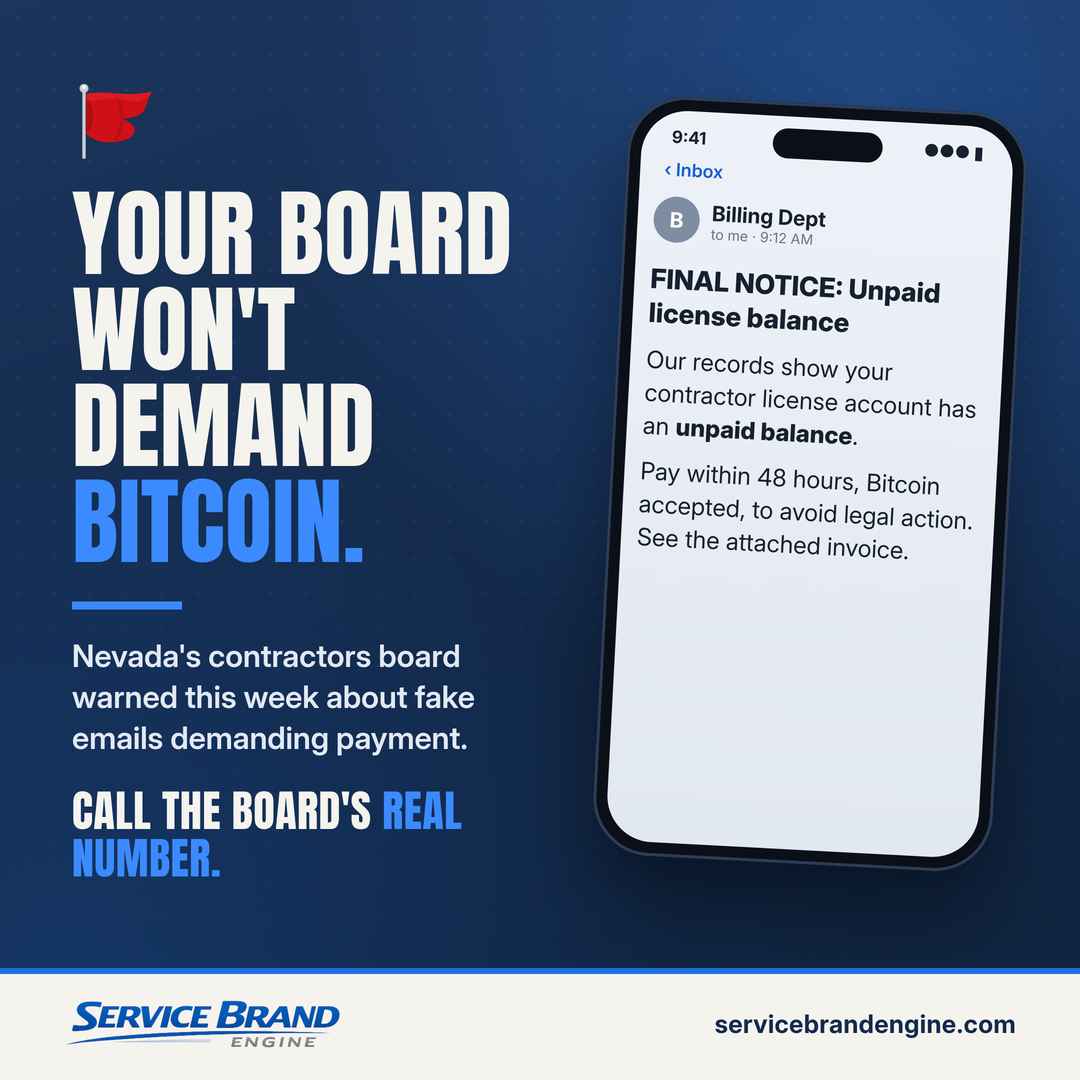 YOUR BOARD
WON'T
DEMAND
BITCOIN.
Nevada's contractors board
warned this week about fake
emails demanding payment.
CALL THE BOARD'S REAL
NUMBER.
9:41
‹ Inbox
B
Billing Dept
to me · 9:12 AM
FINAL NOTICE: Unpaid
license balance
Our records show your
contractor license account has
an unpaid balance.
Pay within 48 hours, Bitcoin
accepted, to avoid legal action.
See the attached invoice.
SERVICE BRAND
ENGINE
servicebrandengine.com